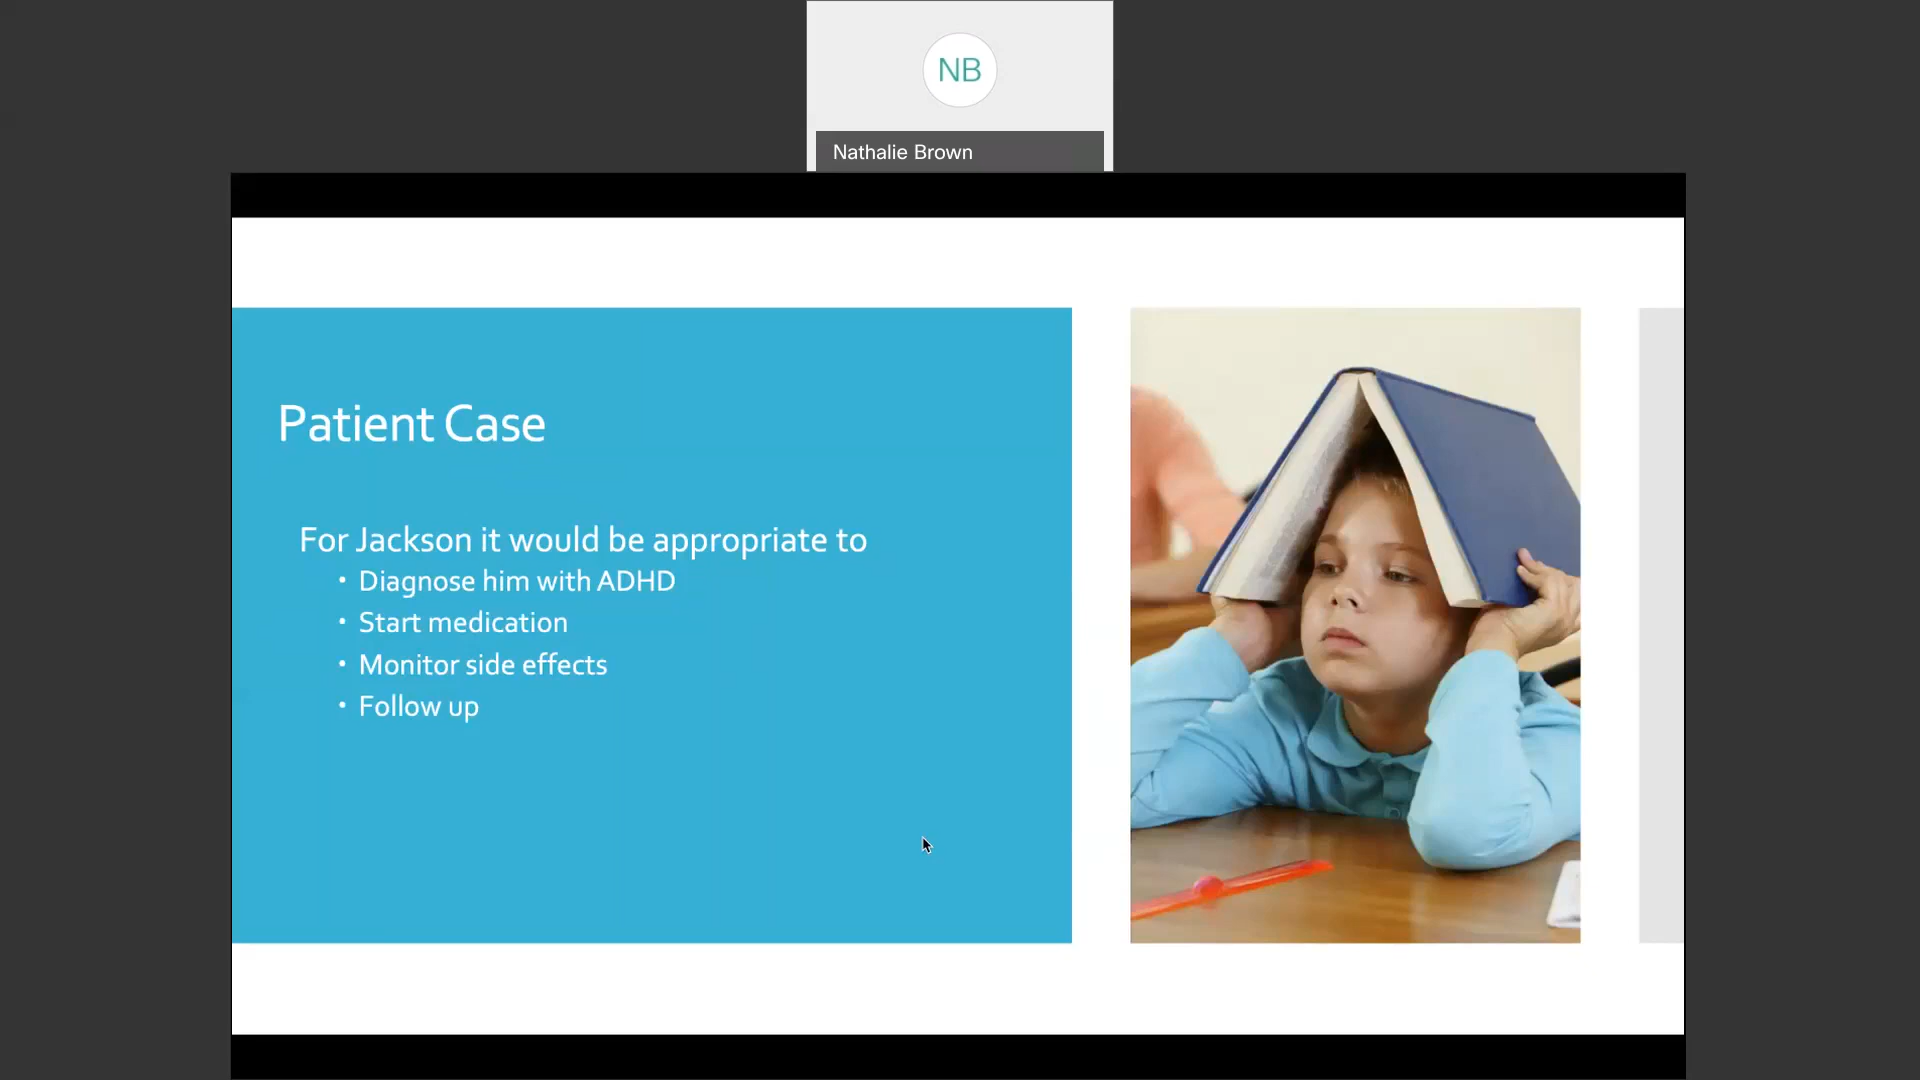 NB
Nathalie Brown
Patient Case
For Jackson it would be appropriate to
• Diagnose him with ADHD
• Start medication
• Monitor side effects
• Follow up